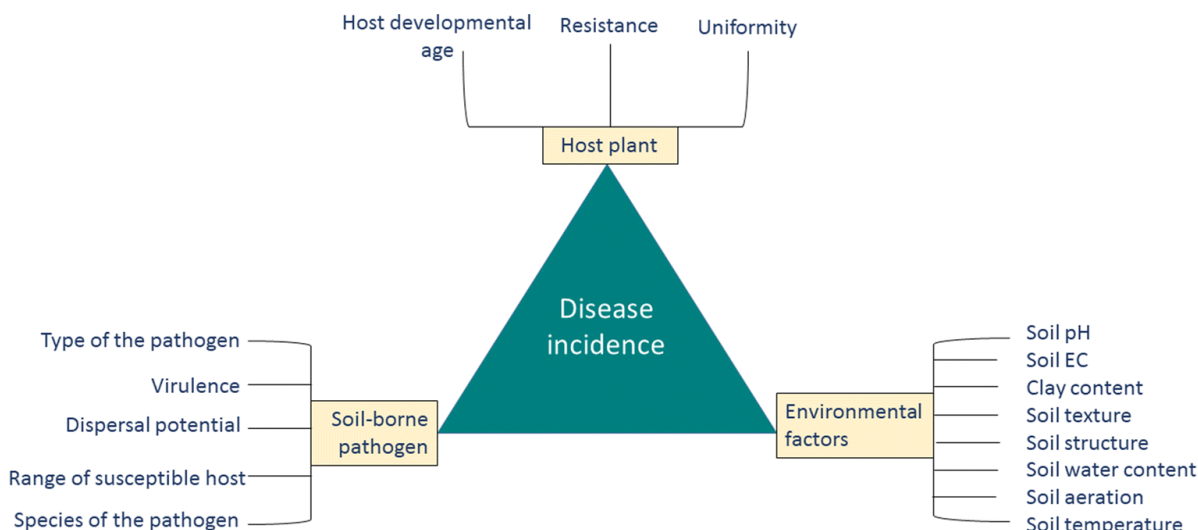 Host developmental
age
Resistance
Uniformity
Host plant
Disease
incidence
Type of the pathogen
Virulence
Dispersal potential
Range of susceptible host
Species of the pathogen
Soil-borne
pathogen
Environmental
factors
Soil pH
Soil EC
Clay content
Soil texture
Soil structure
Soil water content
Soil aeration
Soil temperature